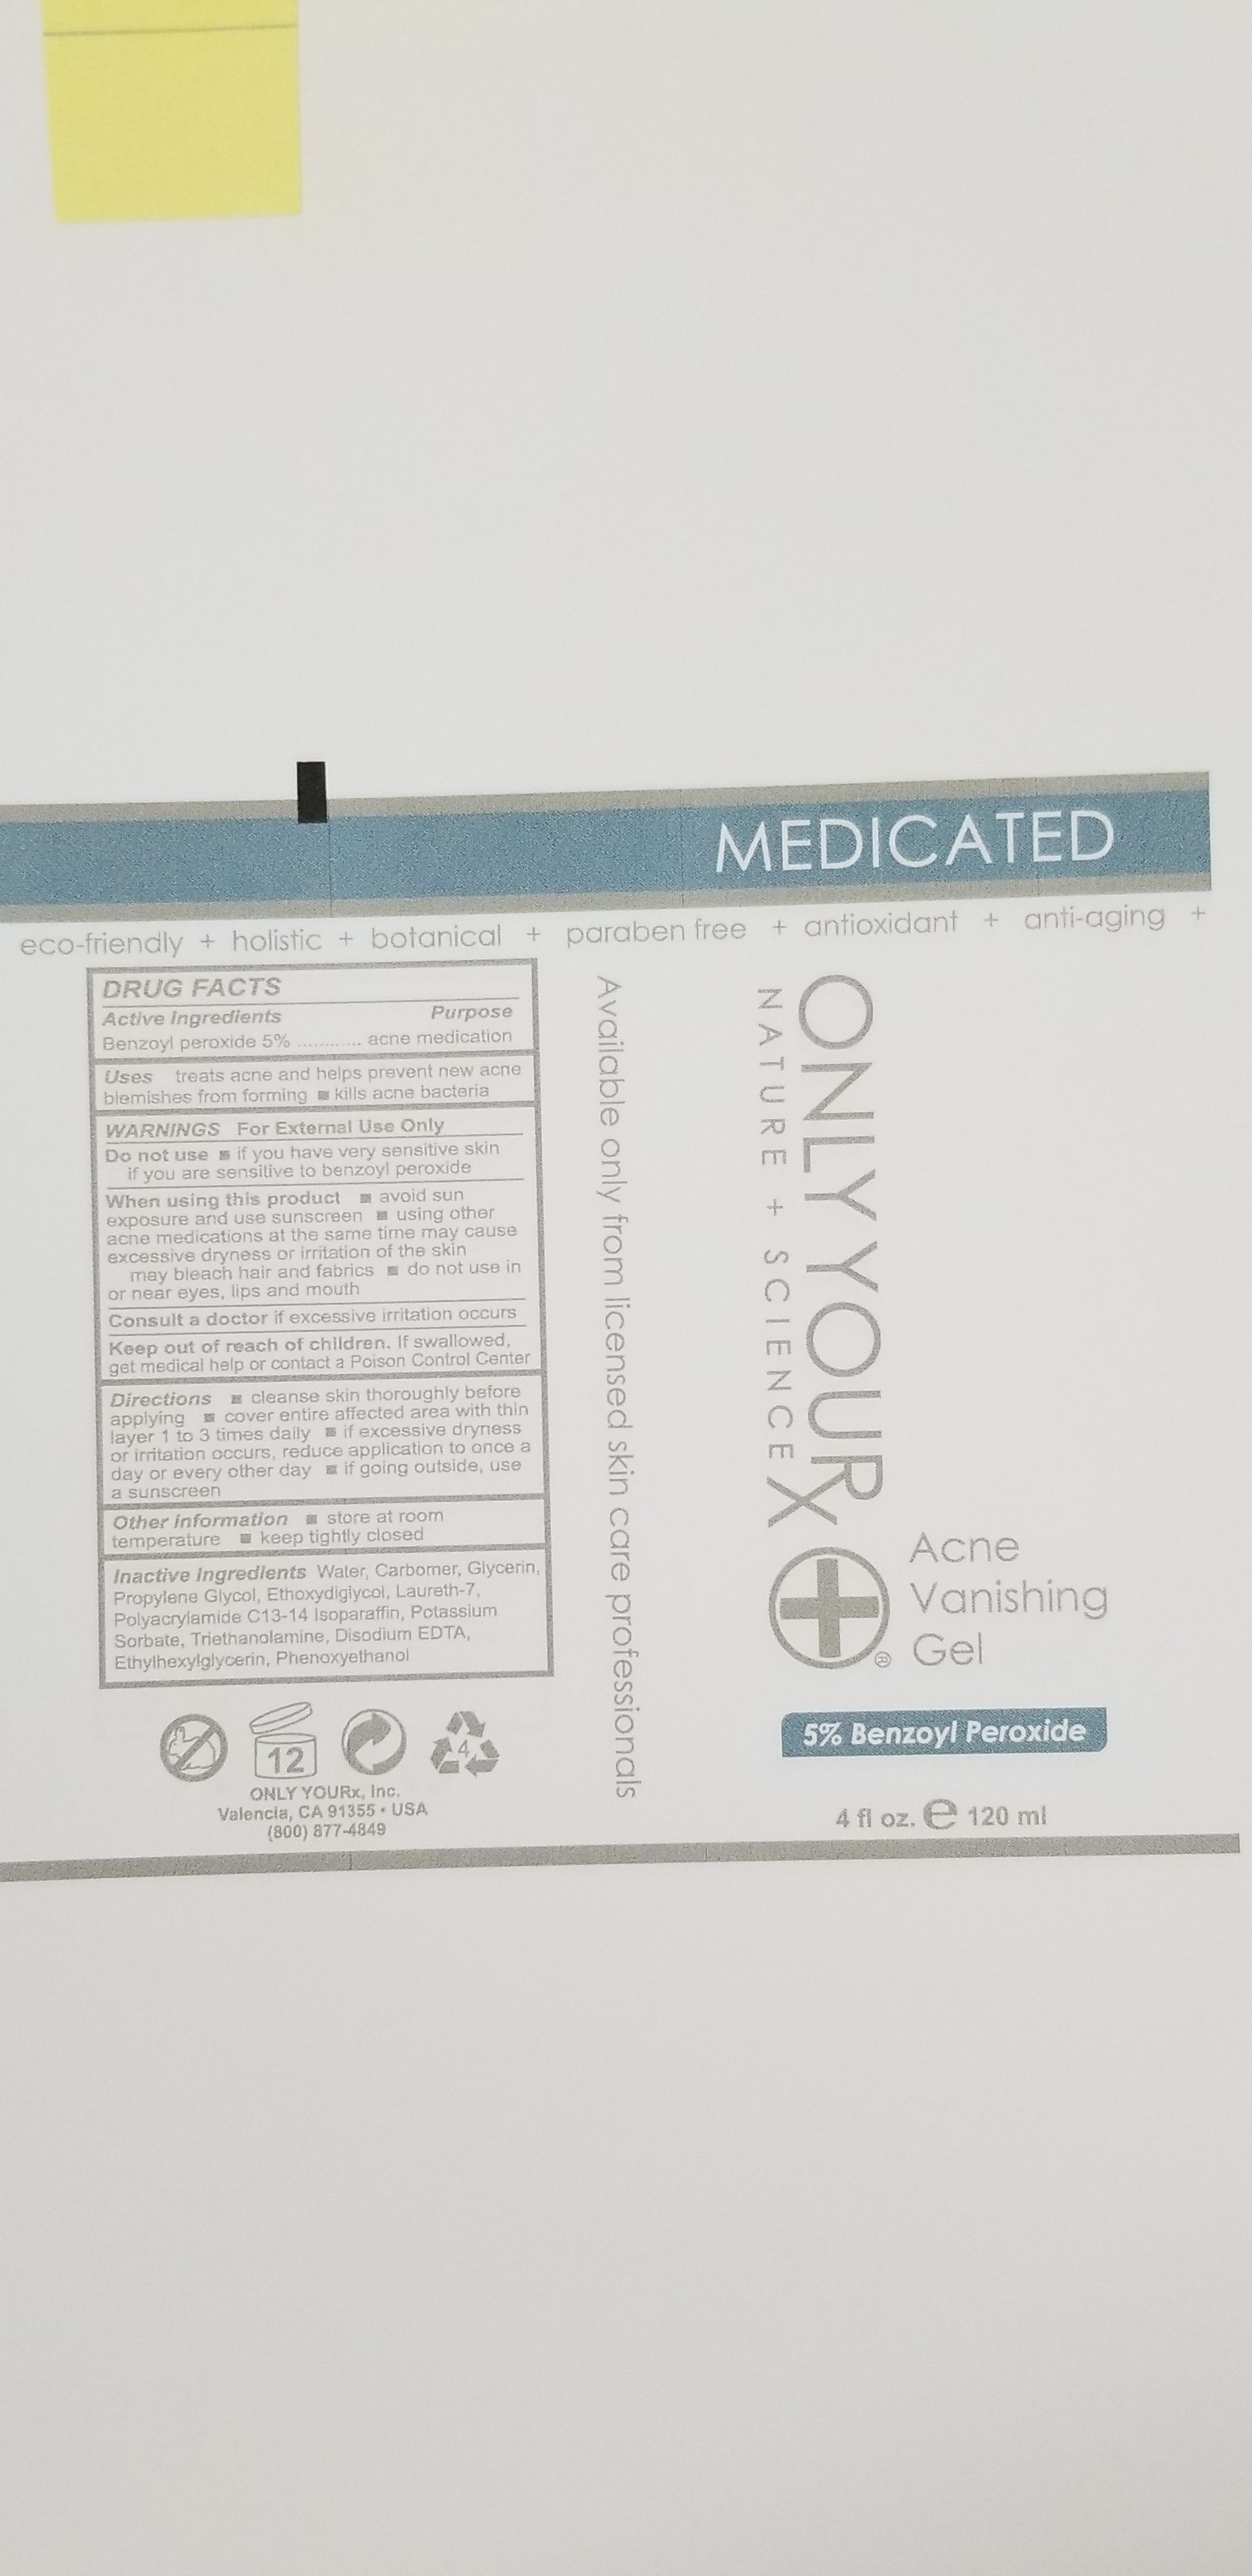 MEDICATED
eco-friendly + holistic + botanical + paraben free + antioxidant + anti-aging +
DRUG FACTS
Active Ingredients Purpose
Benzoyl peroxide 5% ............ acne medication
Uses treats acne and helps prevent new acne
blemishes from forming ■ kills acne bacteria
WARNINGS For External Use Only
Do not use ■ if you have very sensitive skin
if you are sensitive to benzoyl peroxide
When using this product ■ avoid sun
exposure and use sunscreen ■ using other
acne medications at the same time may cause
excessive dryness or irritation of the skin
may bleach hair and fabrics ■ do not use in
or near eyes, lips and mouth
Consult a doctor if excessive irritation occurs
Keep out of reach of children. If swallowed,
get medical help or contact a Poison Control Center
Directions ■ cleanse skin thoroughly before
applying ■ cover entire affected area with thin
layer 1 to 3 times daily ■ if excessive dryness
or irritation occurs, reduce application to once a
day or every other day ■ if going outside, use
a sunscreen
Other information ■ store at room
temperature ■ keep tightly closed
Inactive Ingredients Water, Carbomer, Glycerin,
Propylene Glycol, Ethoxydiglycol, Laureth-7,
Polyacrylamide C13-14 Isoparaffin, Potassium
Sorbate, Triethanolamine, Disodium EDTA,
Ethylhexylglycerin, Phenoxyethanol
12
4
ONLY YOURx, Inc.
Valencia, CA 91355 • USA
(800) 877-4849
Available only from licensed skin care professionals
ONLY YOURX
NATURE + SCIENCE
®
Acne
Vanishing
Gel
5% Benzoyl Peroxide
4 fl oz. e 120 ml